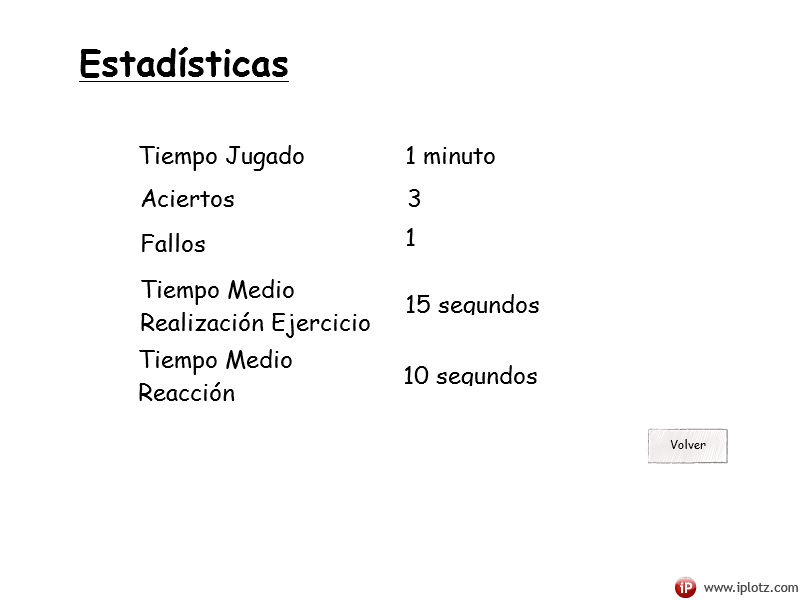 Estadísticas
Tiempo Jugado 1 minuto
Aciertos 3
Fallos 1
Tiempo Medio
Realización Ejercicio 15 segundos
Tiempo Medio
Reacción 10 segundos
Volver
iP www.iplotz.com